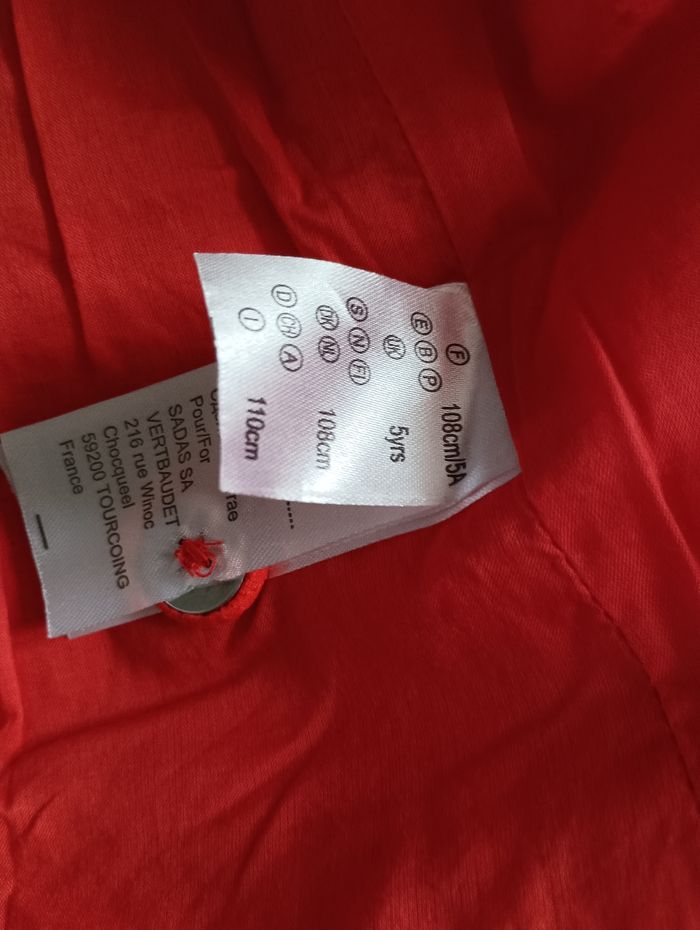 F 108cm/5A
E B P
UK 5yrs
S N FI
DK NL 108cm
D CH A
I 110cm
Pour/For
SADAS SA
VERTBAUDET
216 rue Winoc
Chocqueel
59200 TOURCOING
France